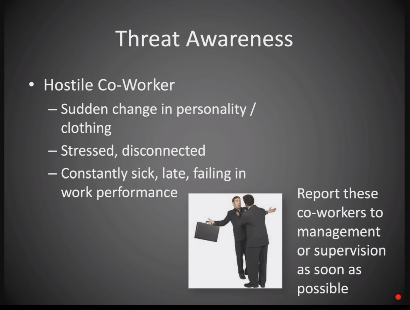 Threat Awareness
• Hostile Co-Worker
– Sudden change in personality /
clothing
– Stressed, disconnected
– Constantly sick, late, failing in
work performance
Report these
co-workers to
management
or supervision
as soon as
possible